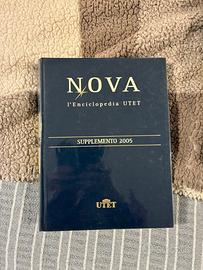 NOVA
l'Enciclopedia UTET
SUPPLEMENTO 2005
UTET